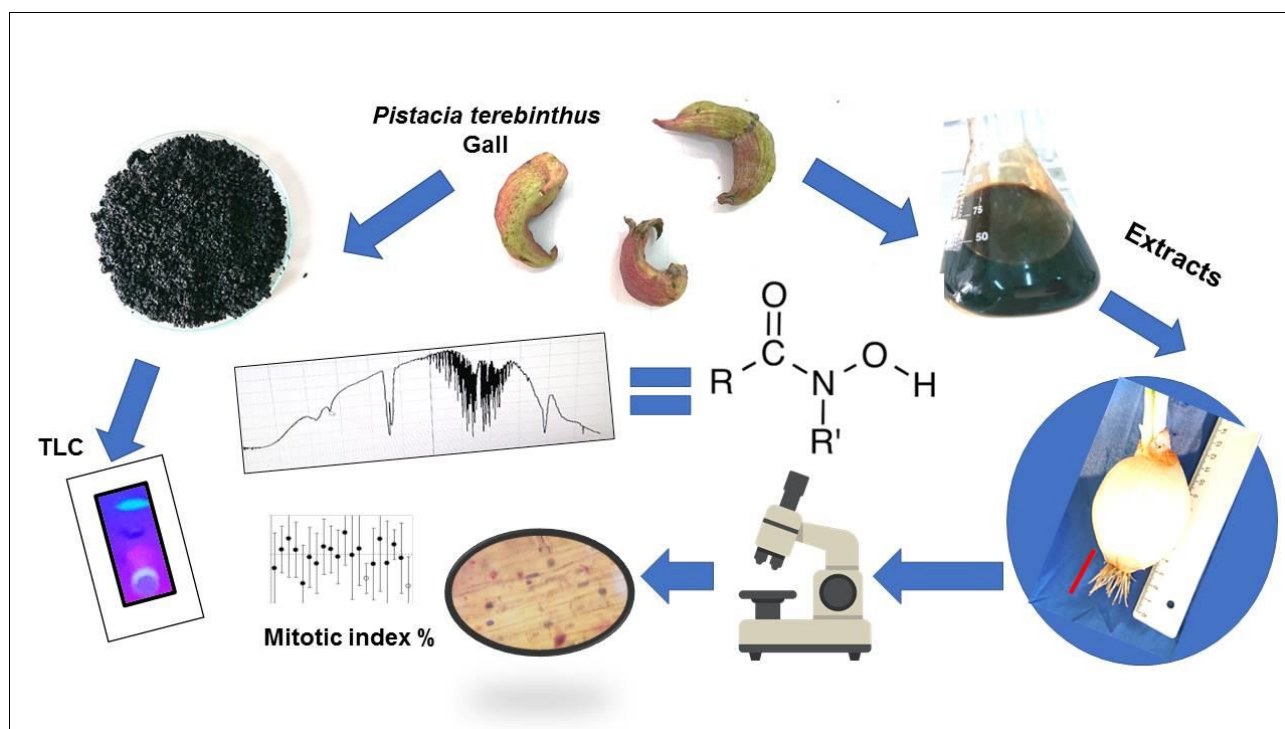 Pistacia terebinthus
Gall
75
50
Extracts
O
C
R
N
O
H
R'
TLC
Mitotic index %